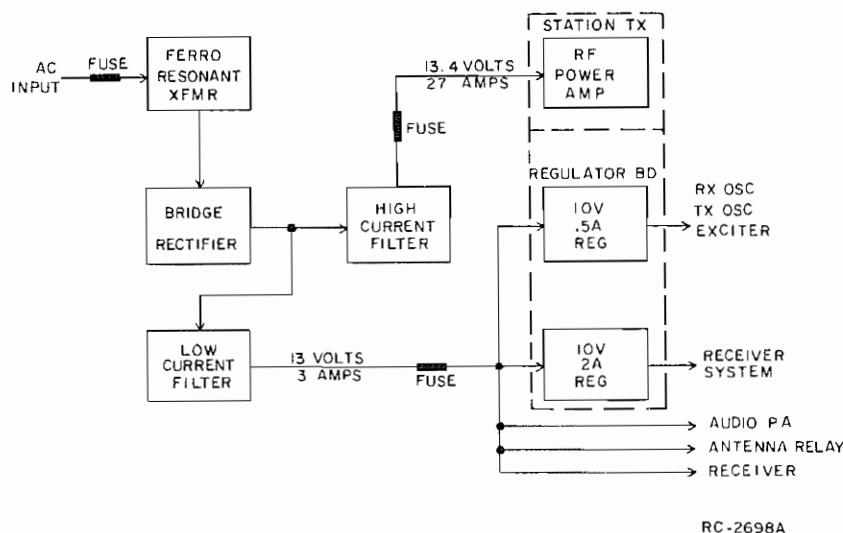 AC
INPUT
FUSE
FERRO
RESONANT
XFMR
13.4 VOLTS
27 AMPS
FUSE
STATION TX
RF
POWER
AMP
BRIDGE
RECTIFIER
HIGH
CURRENT
FILTER
REGULATOR BD
10V
.5A
REG
RX OSC
TX OSC
EXCITER
LOW
CURRENT
FILTER
13 VOLTS
3 AMPS
FUSE
10V
2A
REG
RECEIVER
SYSTEM
AUDIO PA
ANTENNA RELAY
RECEIVER
RC-2698A